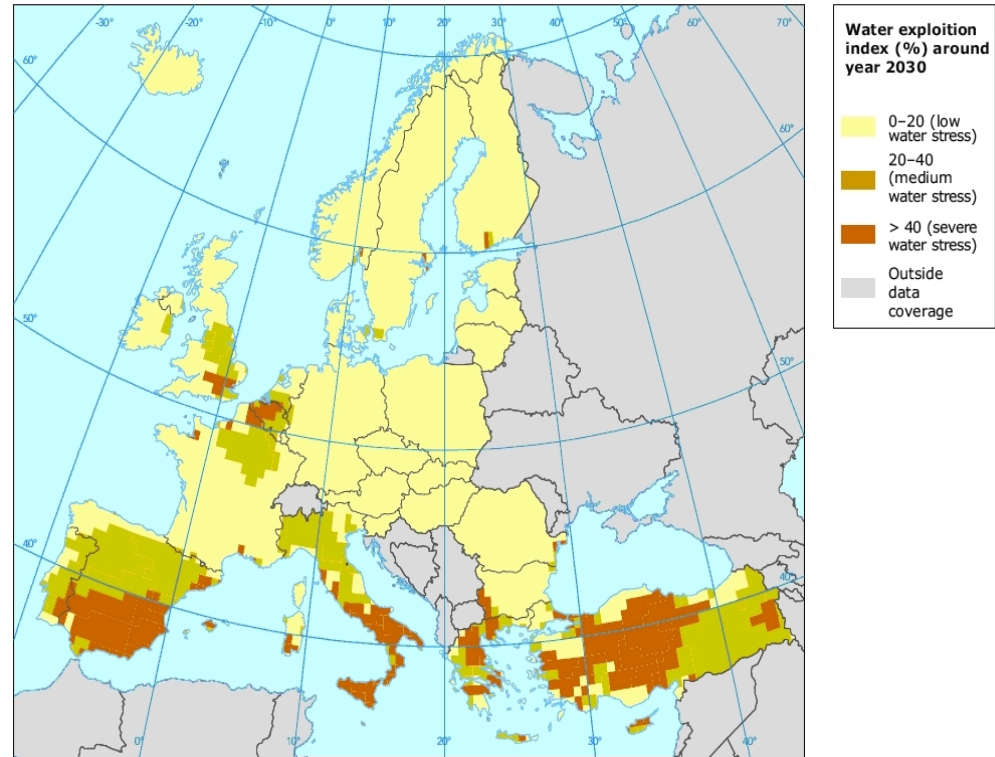 -30°
-20°
-10°
0°
10°
20°
30°
40°
50°
60°
70°
60°
60°
50°
50°
40°
40°
0°
10°
20°
30°
40°
Water exploition
index (%) around
year 2030
0–20 (low
water stress)
20–40
(medium
water stress)
> 40 (severe
water stress)
Outside
data
coverage